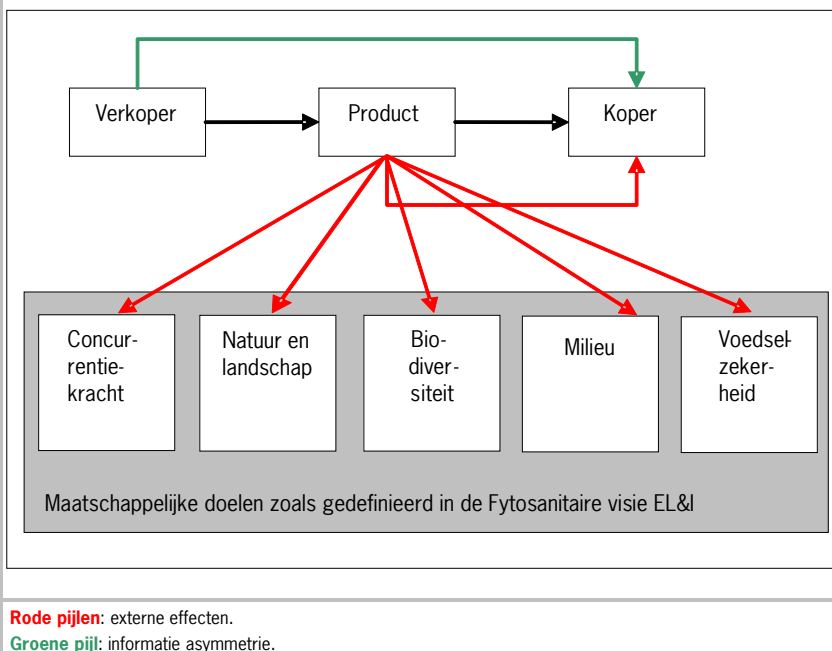 Verkoper
Product
Koper
Concur-
rentie-
kracht
Natuur en
landschap
Bio-
diver-
siteit
Milieu
Voedsel-
zeker-
heid
Maatschappelijke doelen zoals gedefinieerd in de Fytosanitaire visie EL&I
Rode pijlen: externe effecten.
Groene pijl: informatie asymmetrie.